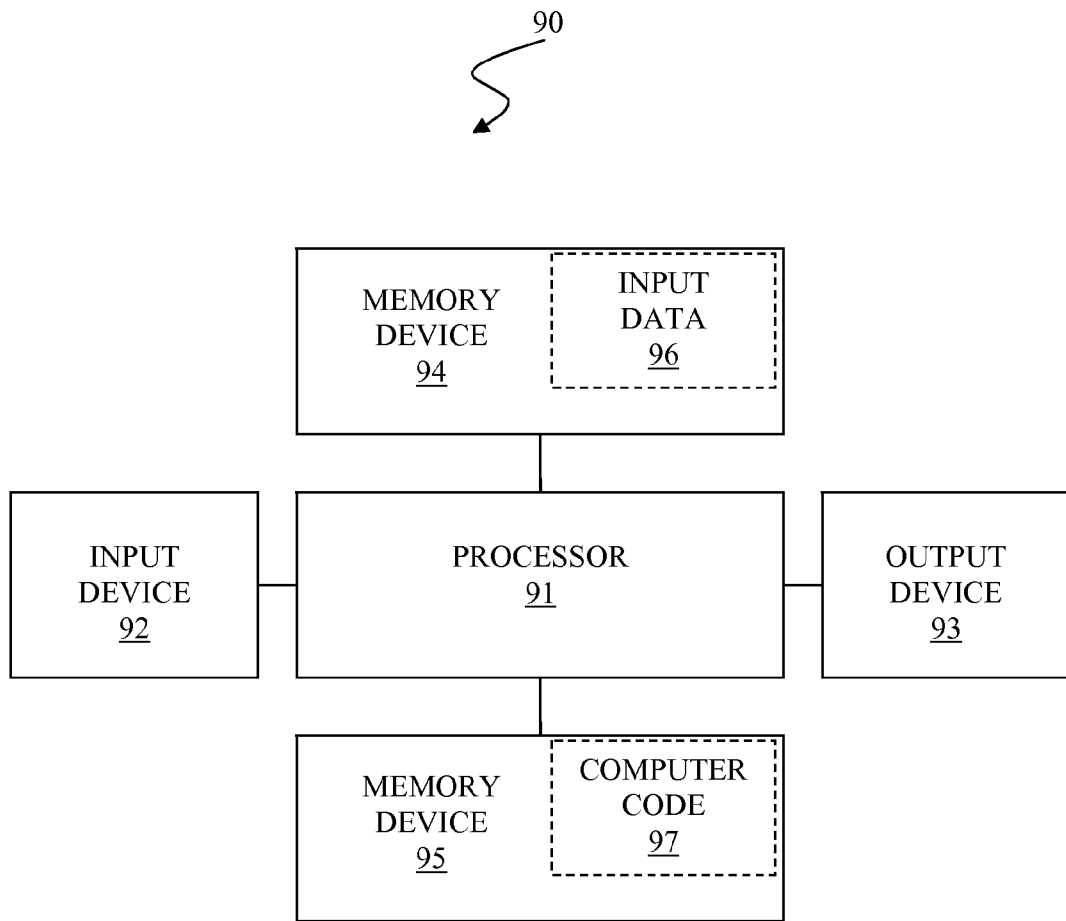 90
MEMORY
DEVICE
94
INPUT
DATA
96
INPUT
DEVICE
92
PROCESSOR
91
OUTPUT
DEVICE
93
MEMORY
DEVICE
95
COMPUTER
CODE
97